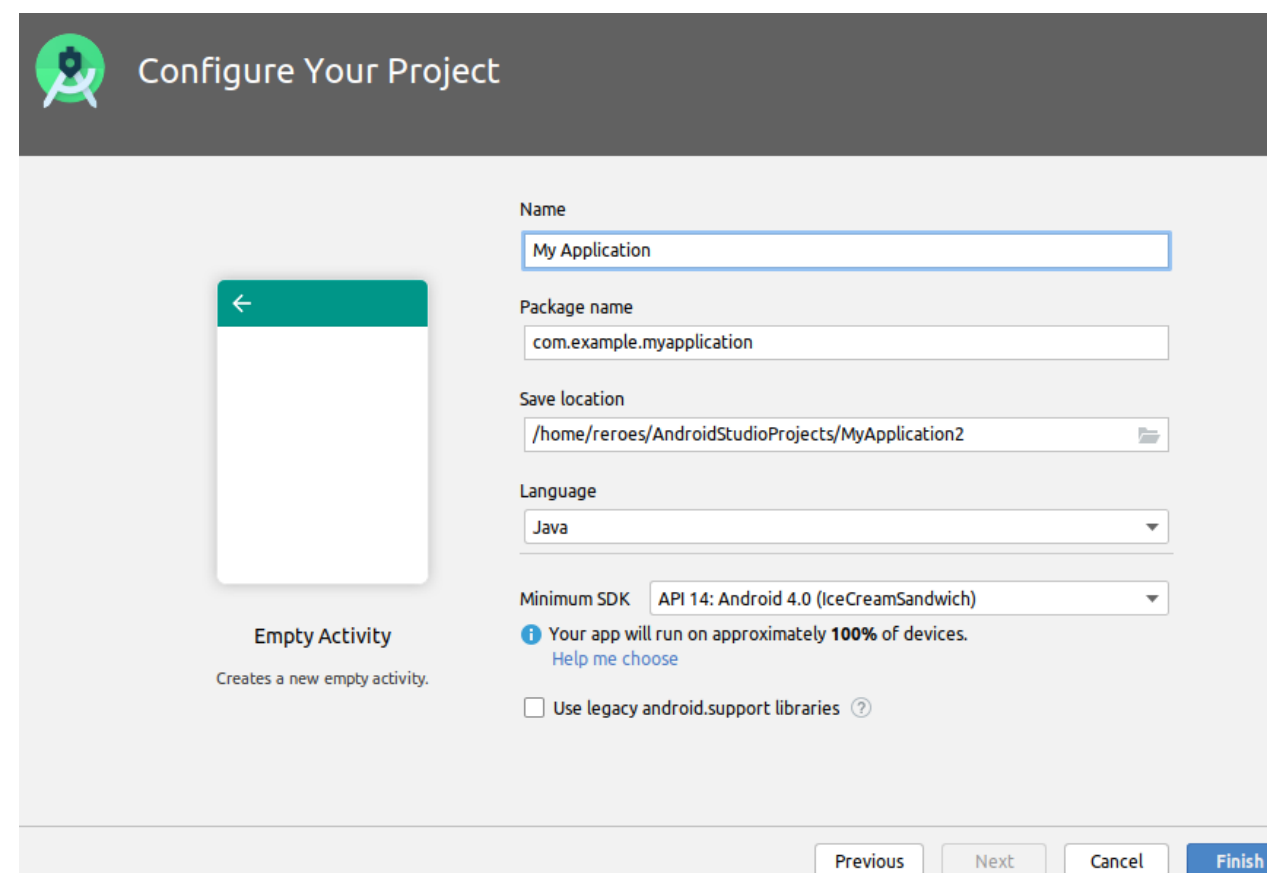 Configure Your Project
Name
My Application
Package name
com.example.myapplication
Save location
/home/reroes/AndroidStudioProjects/MyApplication2
Language
Java
Minimum SDK API 14: Android 4.0 (IceCreamSandwich)
Your app will run on approximately 100% of devices.
Help me choose
Use legacy android.support libraries ?
Empty Activity
Creates a new empty activity.
Previous Next Cancel Finish